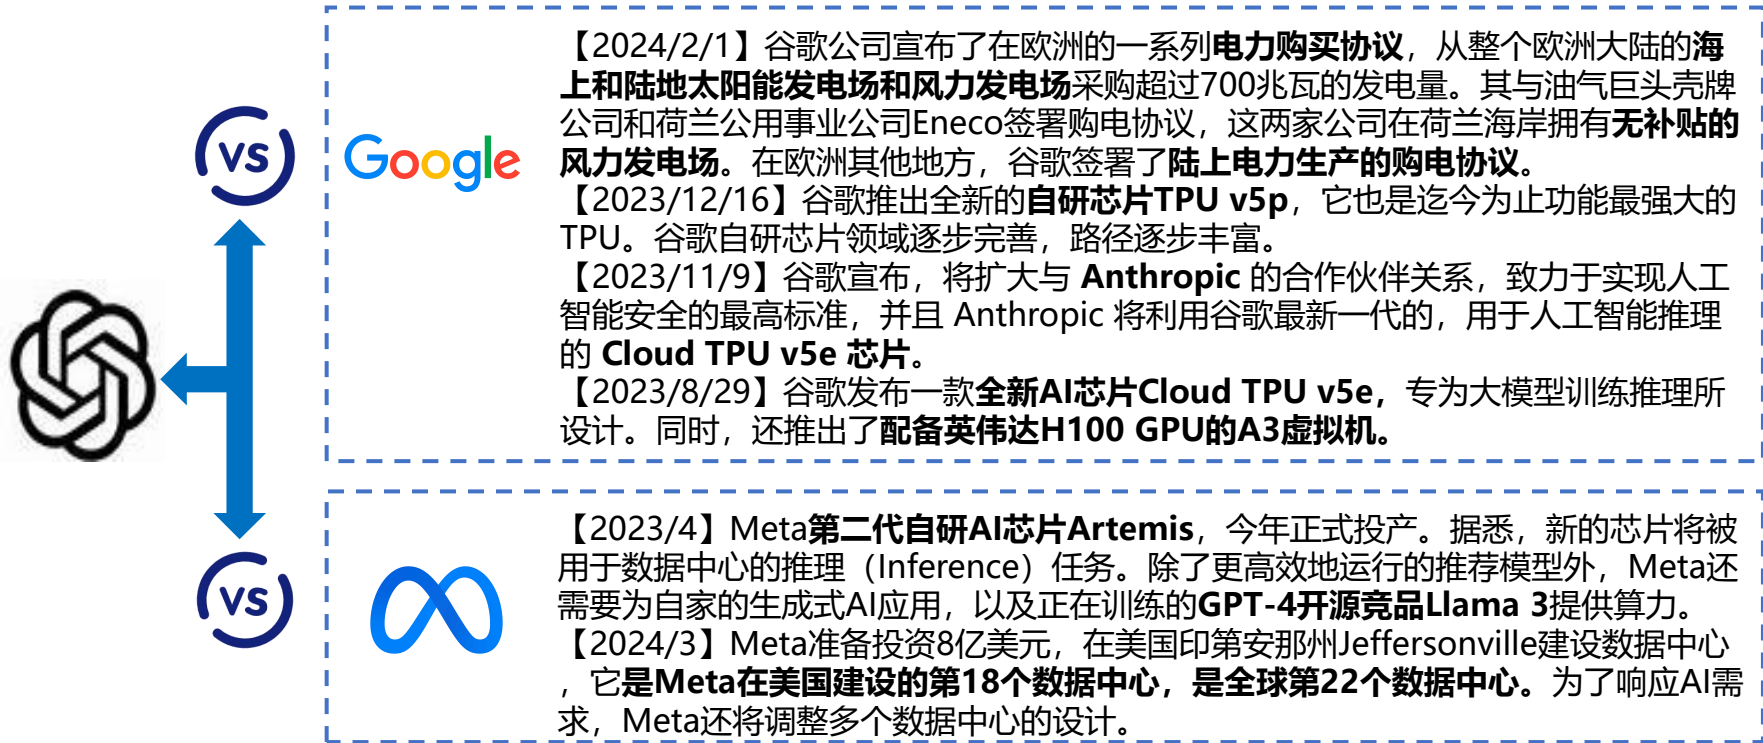 【2024/2/1】谷歌公司宣布了在欧洲的一系列电力购买协议，从整个欧洲大陆的海
上和陆地太阳能发电场和风力发电场采购超过700兆瓦的发电量。其与油气巨头壳牌
公司和荷兰公用事业公司Eneco签署购电协议，这两家公司在荷兰海岸拥有无补贴的
风力发电场。在欧洲其他地方，谷歌签署了陆上电力生产的购电协议。
【2023/12/16】谷歌推出全新的自研芯片TPU v5p，它也是迄今为止功能最强大的
TPU。谷歌自研芯片领域逐步完善，路径逐步丰富。
【2023/11/9】谷歌宣布，将扩大与 Anthropic 的合作伙伴关系，致力于实现人工
智能安全的最高标准，并且 Anthropic 将利用谷歌最新一代的，用于人工智能推理
的 Cloud TPU v5e 芯片。
【2023/8/29】谷歌发布一款全新AI芯片Cloud TPU v5e，专为大模型训练推理所
设计。同时，还推出了配备英伟达H100 GPU的A3虚拟机。
VS
Google
【2023/4】Meta第二代自研AI芯片Artemis，今年正式投产。据悉，新的芯片将被
用于数据中心的推理（Inference）任务。除了更高效地运行的推荐模型外，Meta还
需要为自家的生成式AI应用，以及正在训练的GPT-4开源竞品Llama 3提供算力。
【2024/3】Meta准备投资8亿美元，在美国印第安那州Jeffersonville建设数据中心
，它是Meta在美国建设的第18个数据中心，是全球第22个数据中心。为了响应AI需
求，Meta还将调整多个数据中心的设计。
VS